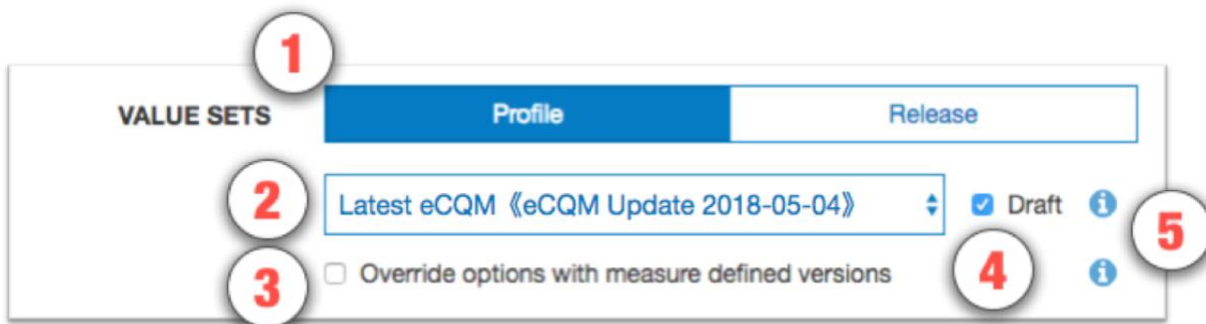 1
VALUE SETS Profile Release
2 Latest eCQM《eCQM Update 2018-05-04》 Draft 5
3 Override options with measure defined versions 4